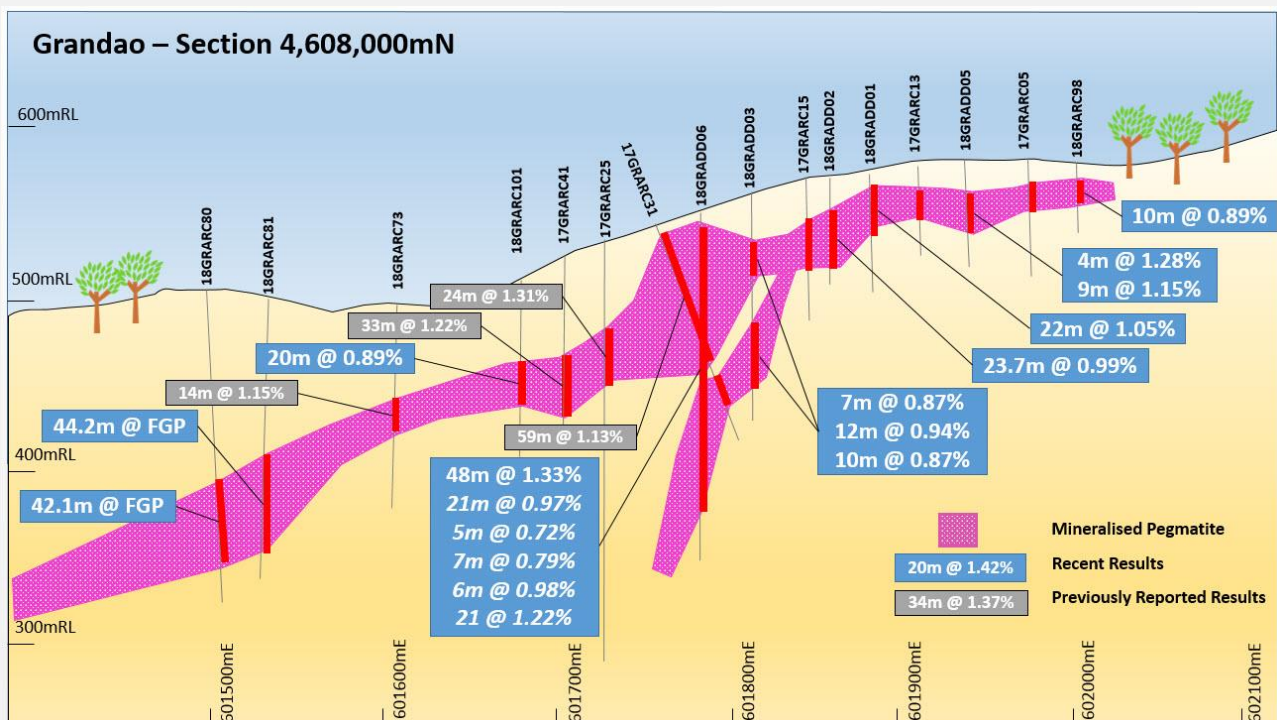 Grandao – Section 4,608,000mN
600mRL
500mRL
400mRL
300mRL
18GRARC80
18GRARC81
18GRARC73
18GRARC101
17GRARC41
17GRARC25
17GRARC31
18GRADD06
18GRADD03
17GRARC15
18GRADD02
18GRADD01
17GRARC13
18GRADD05
17GRARC05
18GRARC98
24m @ 1.31%
33m @ 1.22%
20m @ 0.89%
14m @ 1.15%
44.2m @ FGP
42.1m @ FGP
59m @ 1.13%
48m @ 1.33%
21m @ 0.97%
5m @ 0.72%
7m @ 0.79%
6m @ 0.98%
21 @ 1.22%
7m @ 0.87%
12m @ 0.94%
10m @ 0.87%
23.7m @ 0.99%
22m @ 1.05%
4m @ 1.28%
9m @ 1.15%
10m @ 0.89%
Mineralised Pegmatite
20m @ 1.42%
Recent Results
34m @ 1.37%
Previously Reported Results
601500mE
601600mE
601700mE
601800mE
601900mE
602000mE
602100mE